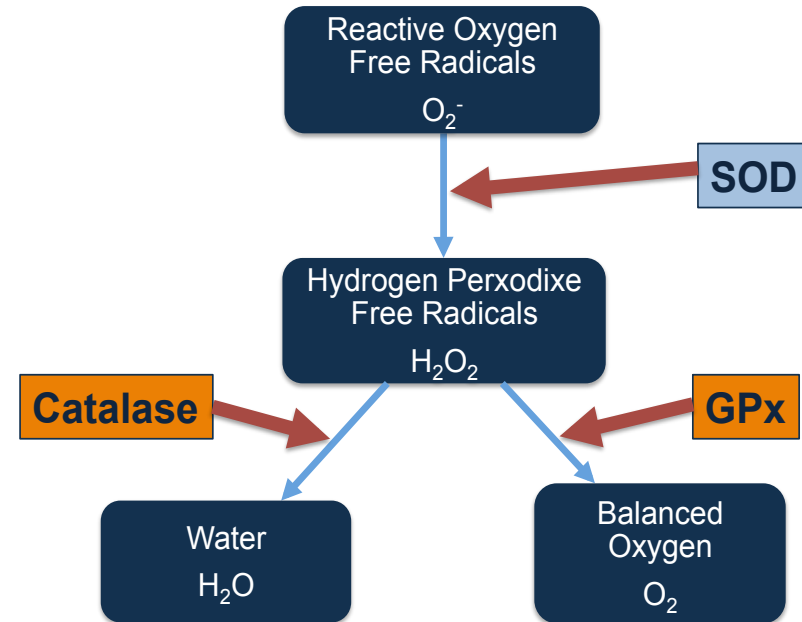 Reactive Oxygen
Free Radicals
O₂⁻
SOD
Hydrogen Perxodixe
Free Radicals
H₂O₂
Catalase
GPx
Water
H₂O
Balanced
Oxygen
O₂